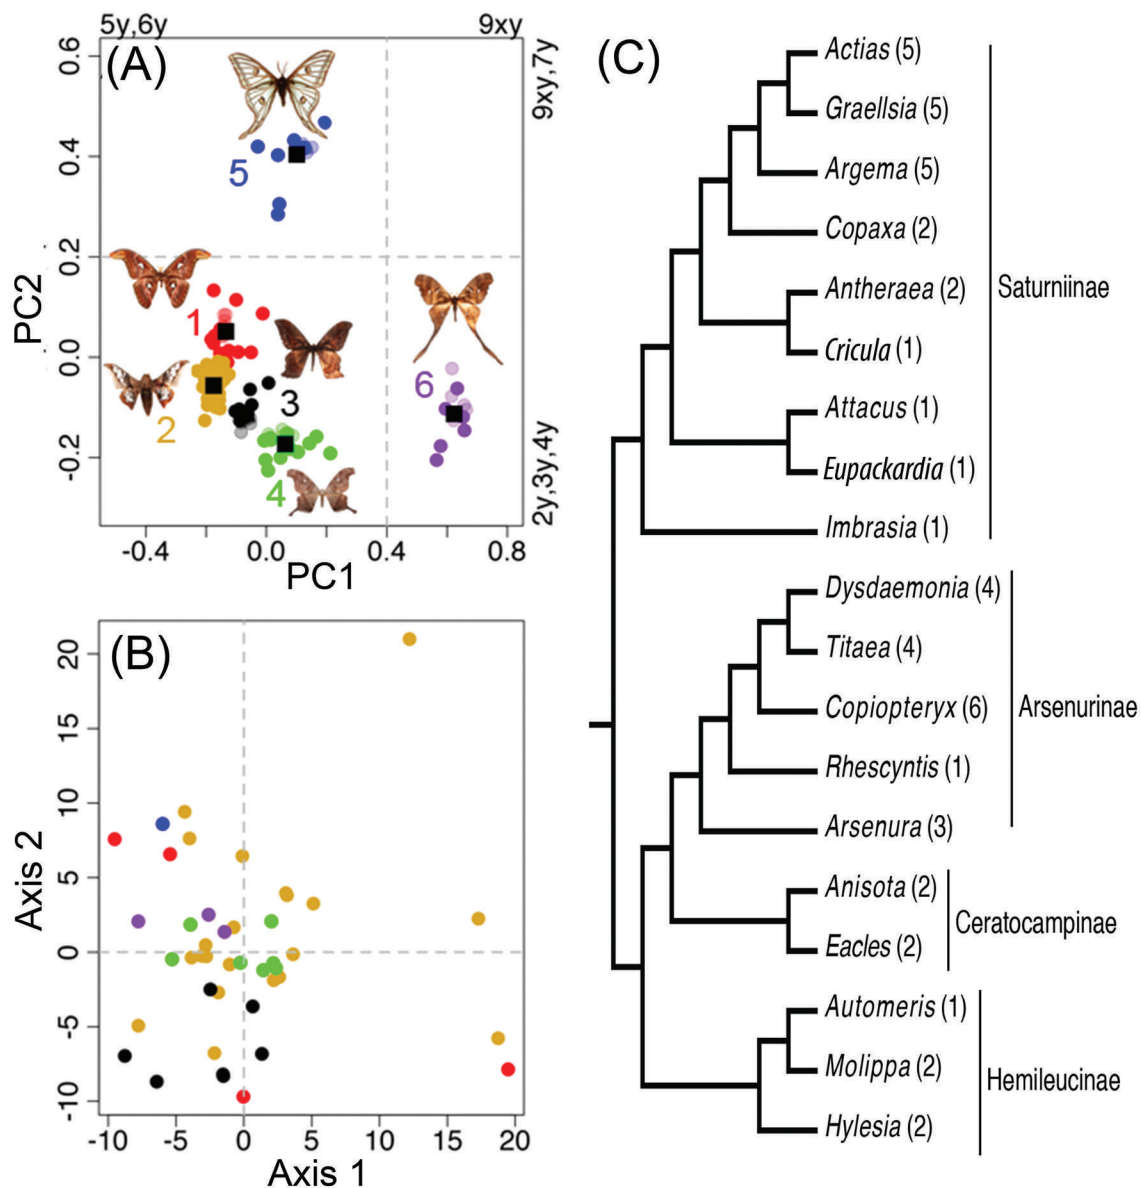 5y,6y
9xy
(A)
0.6
0.4
0.2
0.0
-0.2
PC2
5
1
2
3
4
6
9xy,7y
2y,3y,4y
-0.4
0.0
0.4
0.8
PC1
(B)
20
15
10
5
0
-5
-10
Axis 2
-10
-5
0
5
10
15
20
Axis 1
(C)
Actias (5)
Graellsia (5)
Argema (5)
Copaxa (2)
Antheraea (2)
Cricula (1)
Attacus (1)
Eupackardia (1)
Imbrasia (1)
Saturniinae
Dysdaemonia (4)
Titaea (4)
Copiopteryx (6)
Rhescyntis (1)
Arsenura (3)
Arsenurinae
Anisota (2)
Eacles (2)
Ceratocampinae
Automeris (1)
Molippa (2)
Hylesia (2)
Hemileucinae